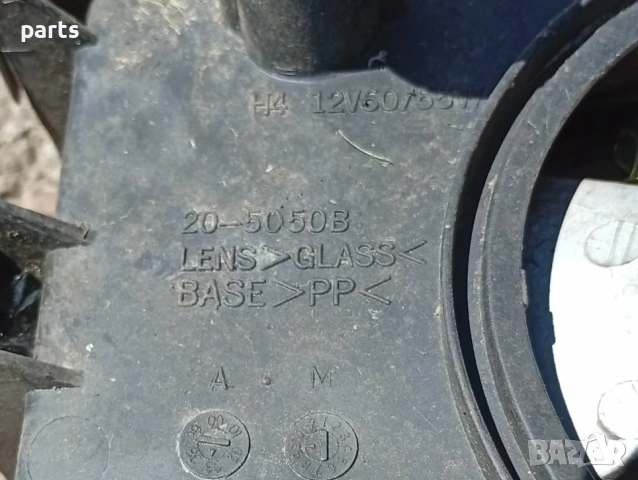 parts
H4 12V60/55W
20-5050B
LENS>GLASS<
BASE>PP<
A . M
bazar